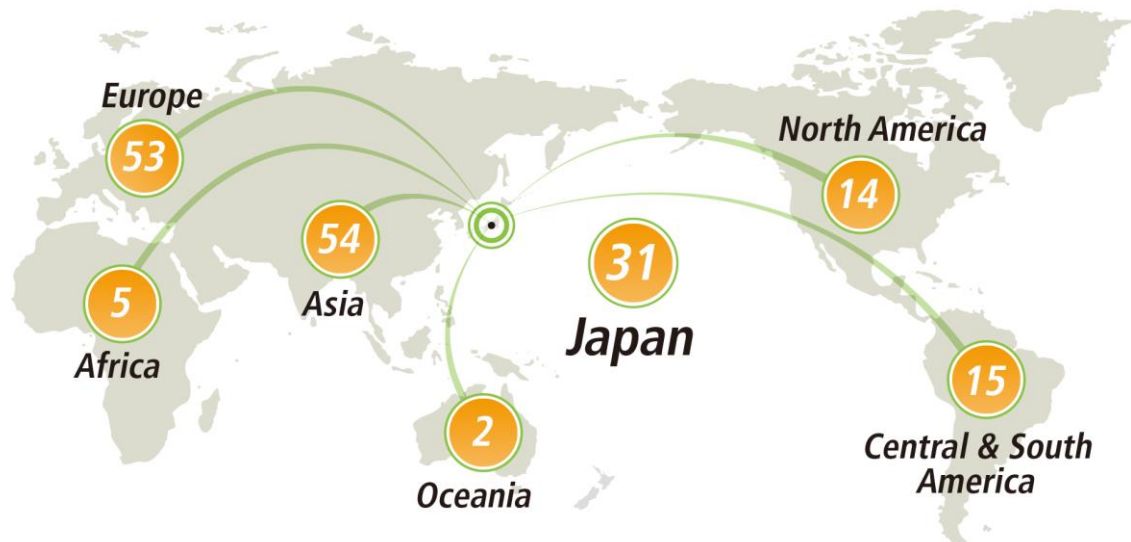 Europe
53
North America
14
54
Asia
31
Japan
5
Africa
15
Central & South
America
2
Oceania